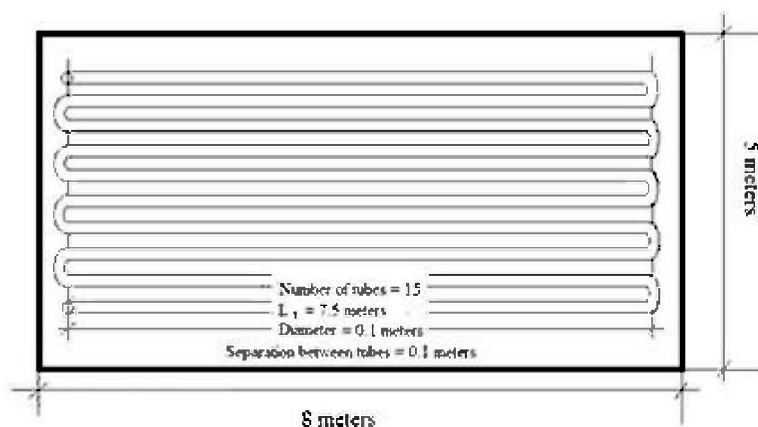 5 meters
Number of tubes = 15
L 1 = 7.5 meters
Diameter = 0.1 meters
Separation between tubes = 0.1 meters
8 meters